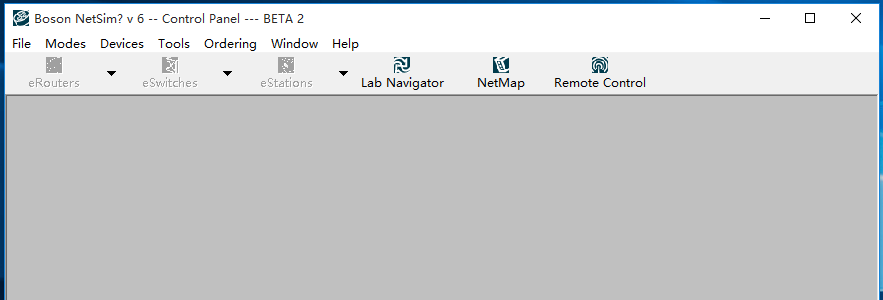 Boson NetSim? v 6 -- Control Panel --- BETA 2
File Modes Devices Tools Ordering Window Help
eRouters eSwitches eStations Lab Navigator NetMap Remote Control